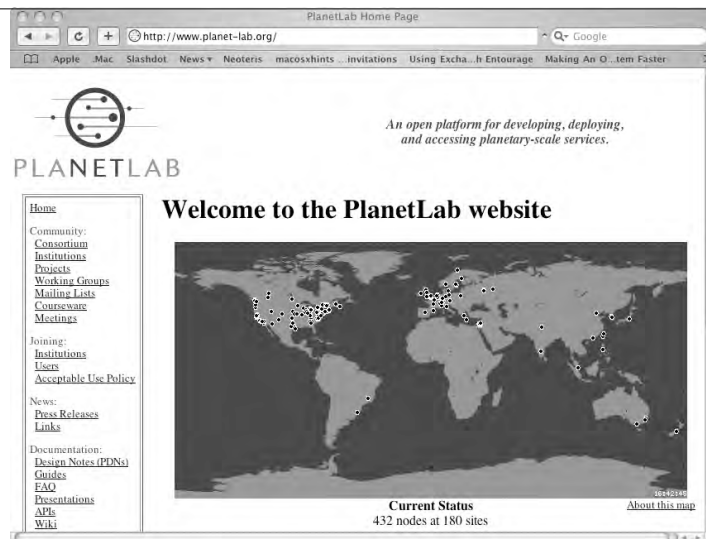 PlanetLab Home Page
http://www.planet-lab.org/
Google
Apple .Mac Slashdot News Neoteris macosxhints ...invitations Using Excha...h Entourage Making An O...tem Faster
An open platform for developing, deploying,
and accessing planetary-scale services.
PLANETLAB
Home
Welcome to the PlanetLab website
Community:
Consortium
Institutions
Projects
Working Groups
Mailing Lists
Courseware
Meetings
Joining:
Institutions
Users
Acceptable Use Policy
News:
Press Releases
Links
Documentation:
Design Notes (PDNs)
Guides
FAQ
Presentations
APIs
Wiki
Current Status
432 nodes at 180 sites
About this map